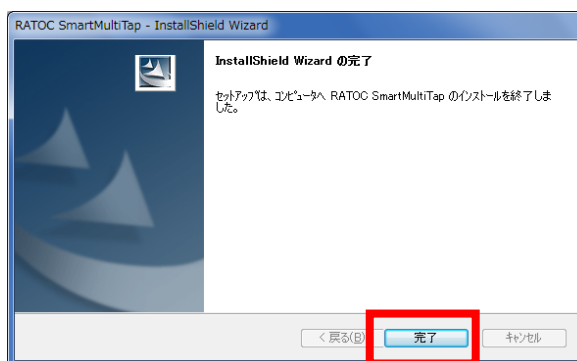 RATOC SmartMultiTap - InstallShield Wizard
InstallShield Wizard の完了
セットアップは、コンピュータへ RATOC SmartMultiTap のインストールを終了しま
した。
< 戻る(B)
完了
キャンセル